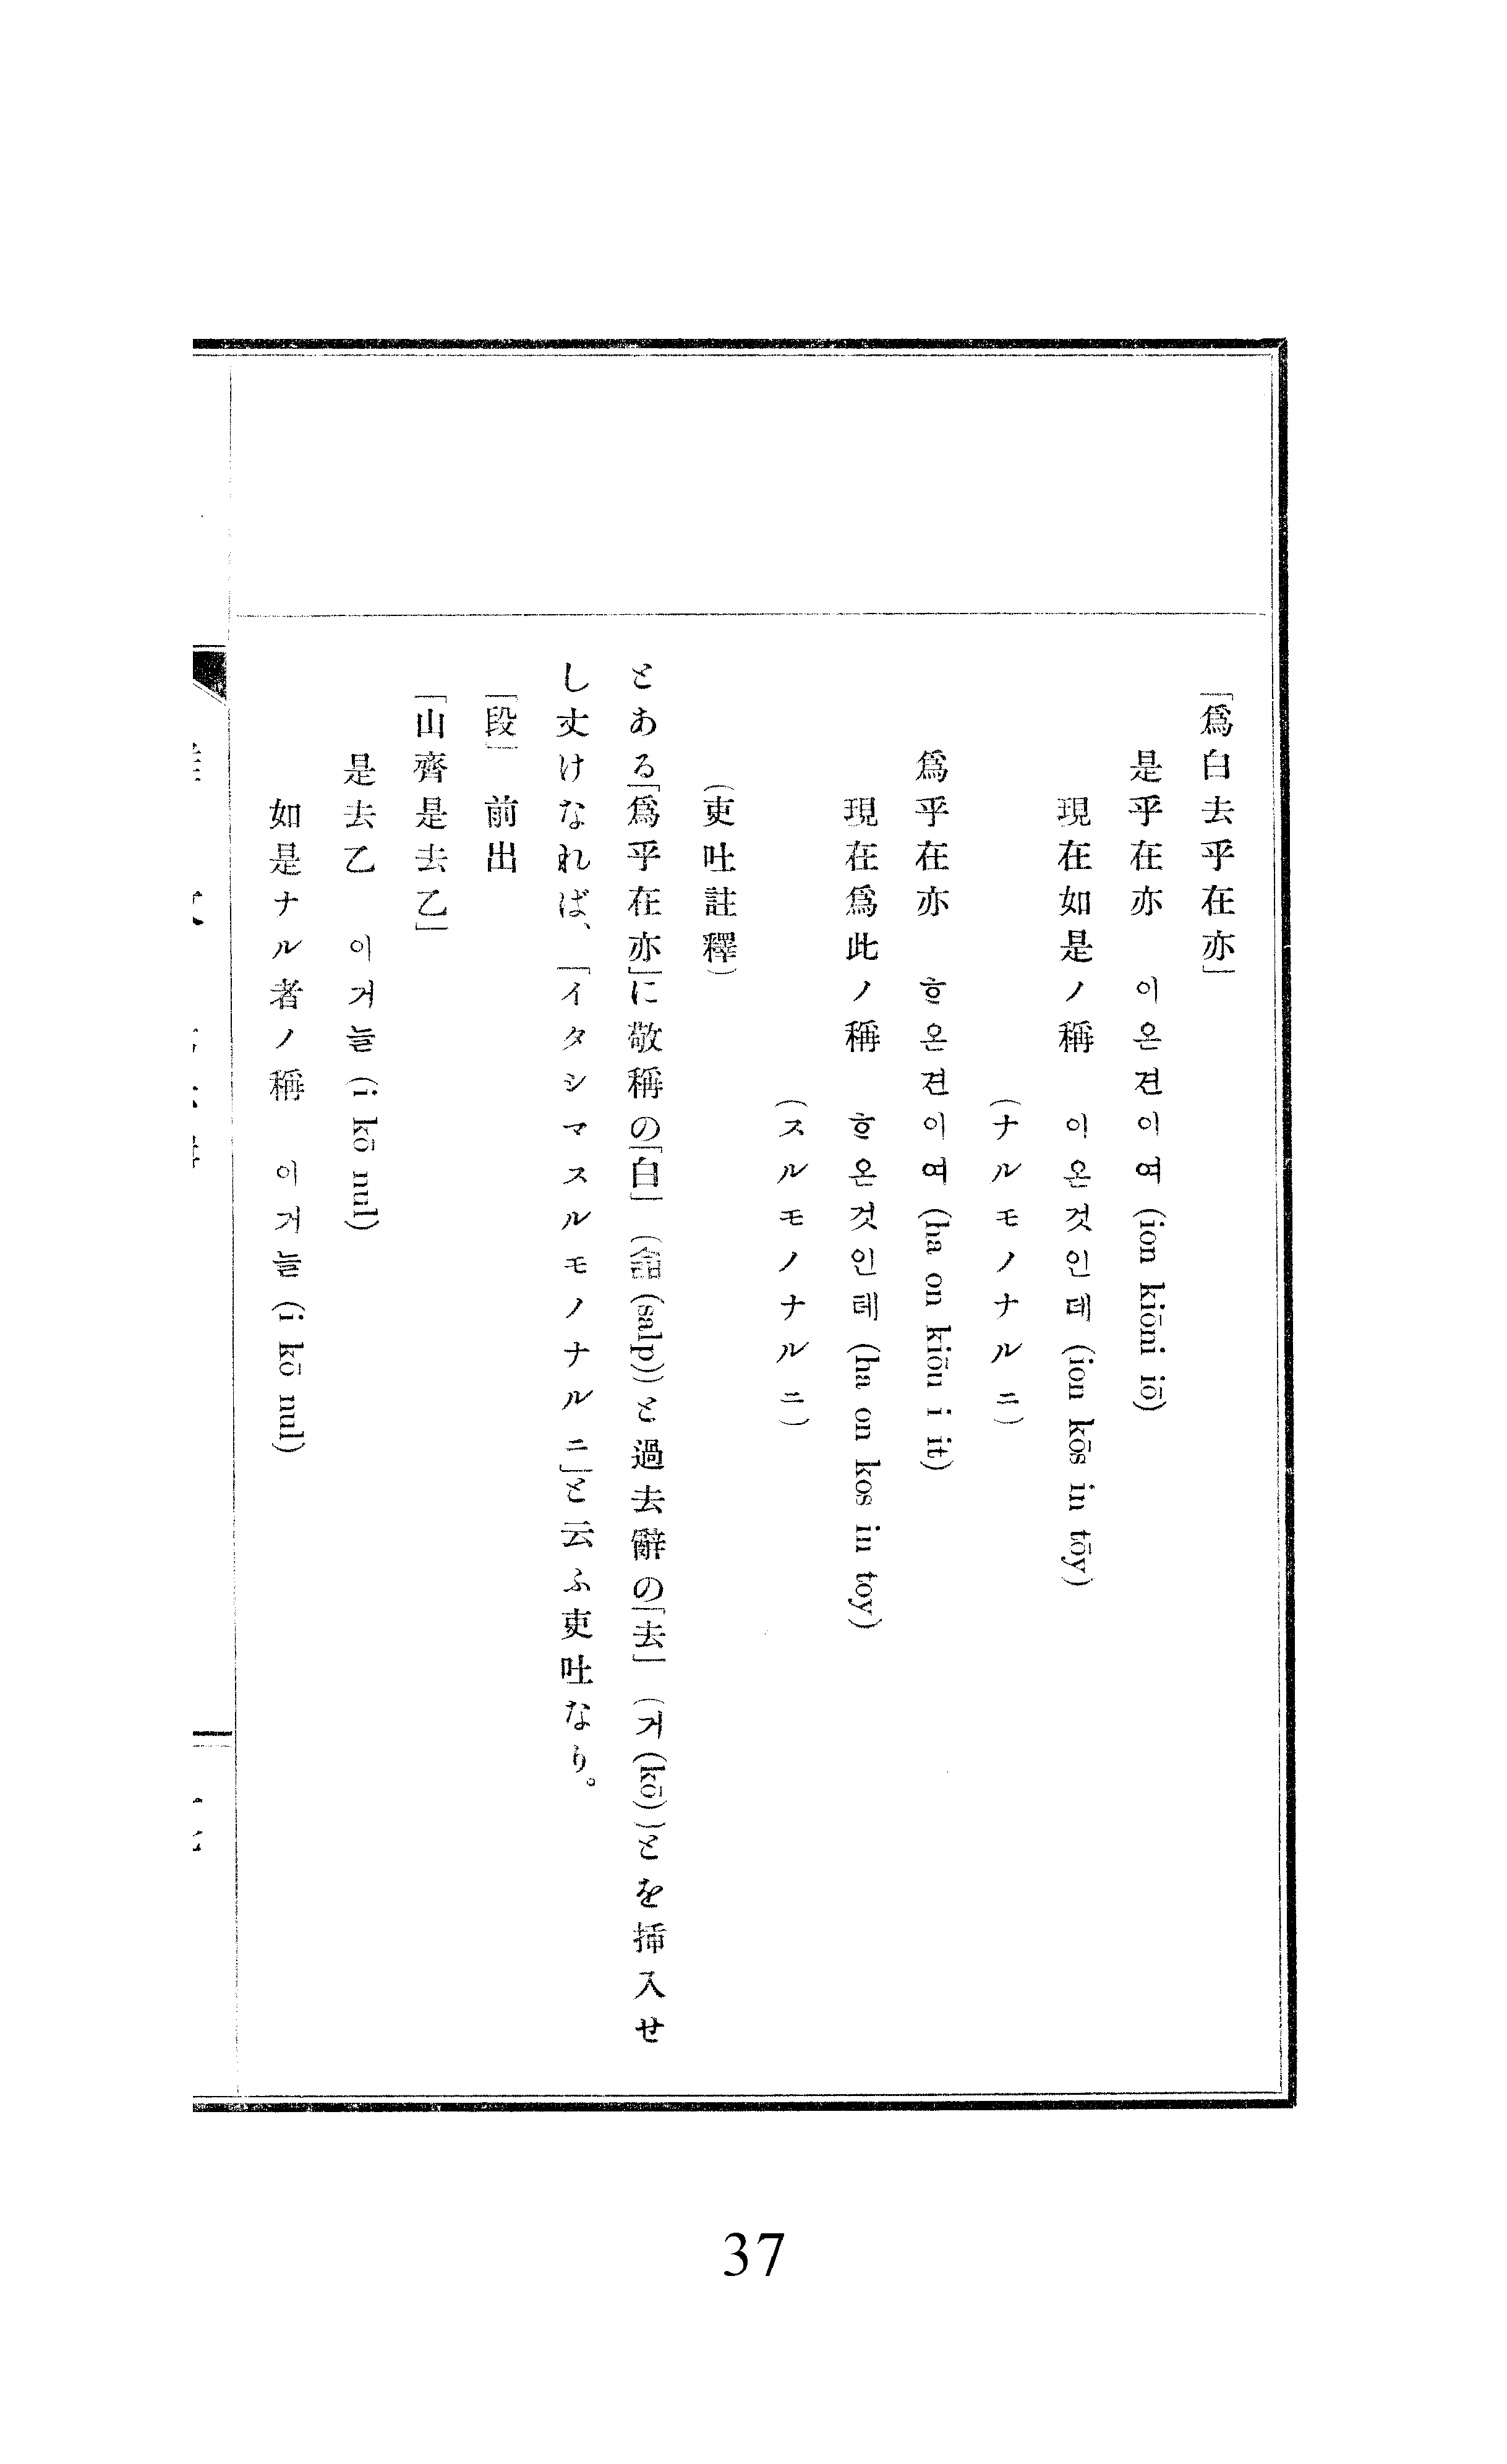 「爲白去乎在亦」
是乎在亦 이온견이여 (ion kiōni iō)
現在如是ノ稱 이온것인데 (ion kōs in tōy)
(ナルモノナルニ)
爲乎在亦 ᄒᆞ온견이여 (ha on kiōu i it)
現在爲此ノ稱 ᄒᆞ온것인테 (ha on kos in toy)
(スルモノナルニ)
(吏吐註釋)
とある「爲乎在亦」に敬稱の「白」 ( (salp))と過去辭の「去」 (거(kō))とを揷入せ
し丈けなれば、「イタシマスルモノナルニ」と云ふ吏吐なり。
「段」 前出
「山齊是去乙」
是去乙 이거늘 (i kō nul)
如是ナル者ノ稱 이거늘 (i kō nul)
37